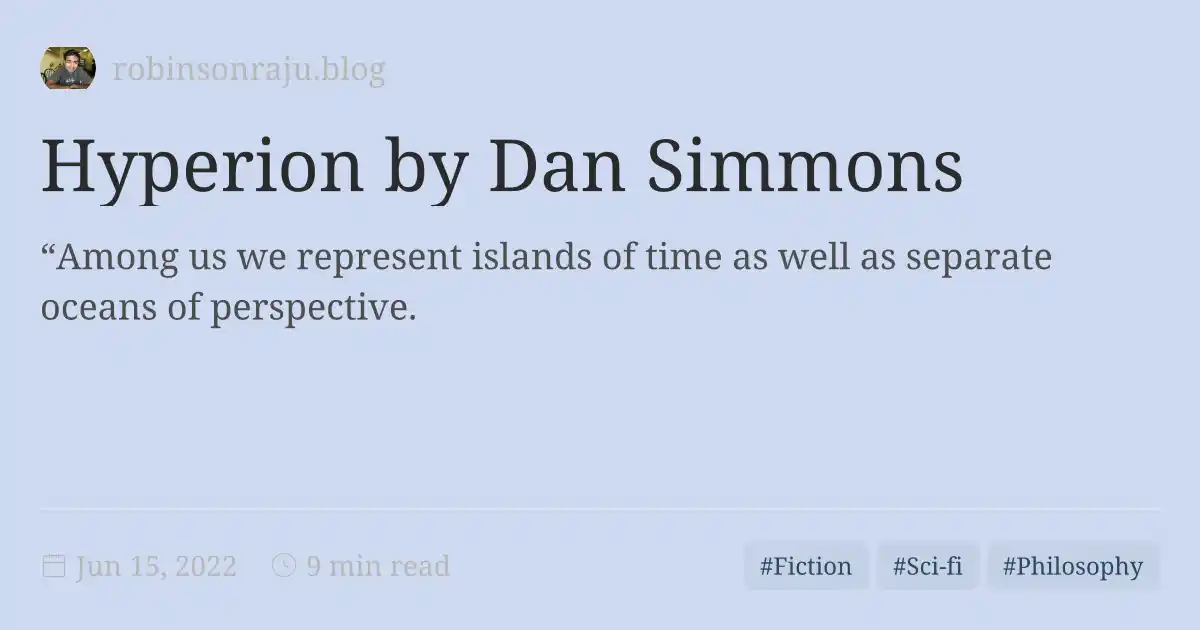 robinsonraju.blog
Hyperion by Dan Simmons
“Among us we represent islands of time as well as separate
oceans of perspective.
Jun 15, 2022 9 min read #Fiction #Sci-fi #Philosophy